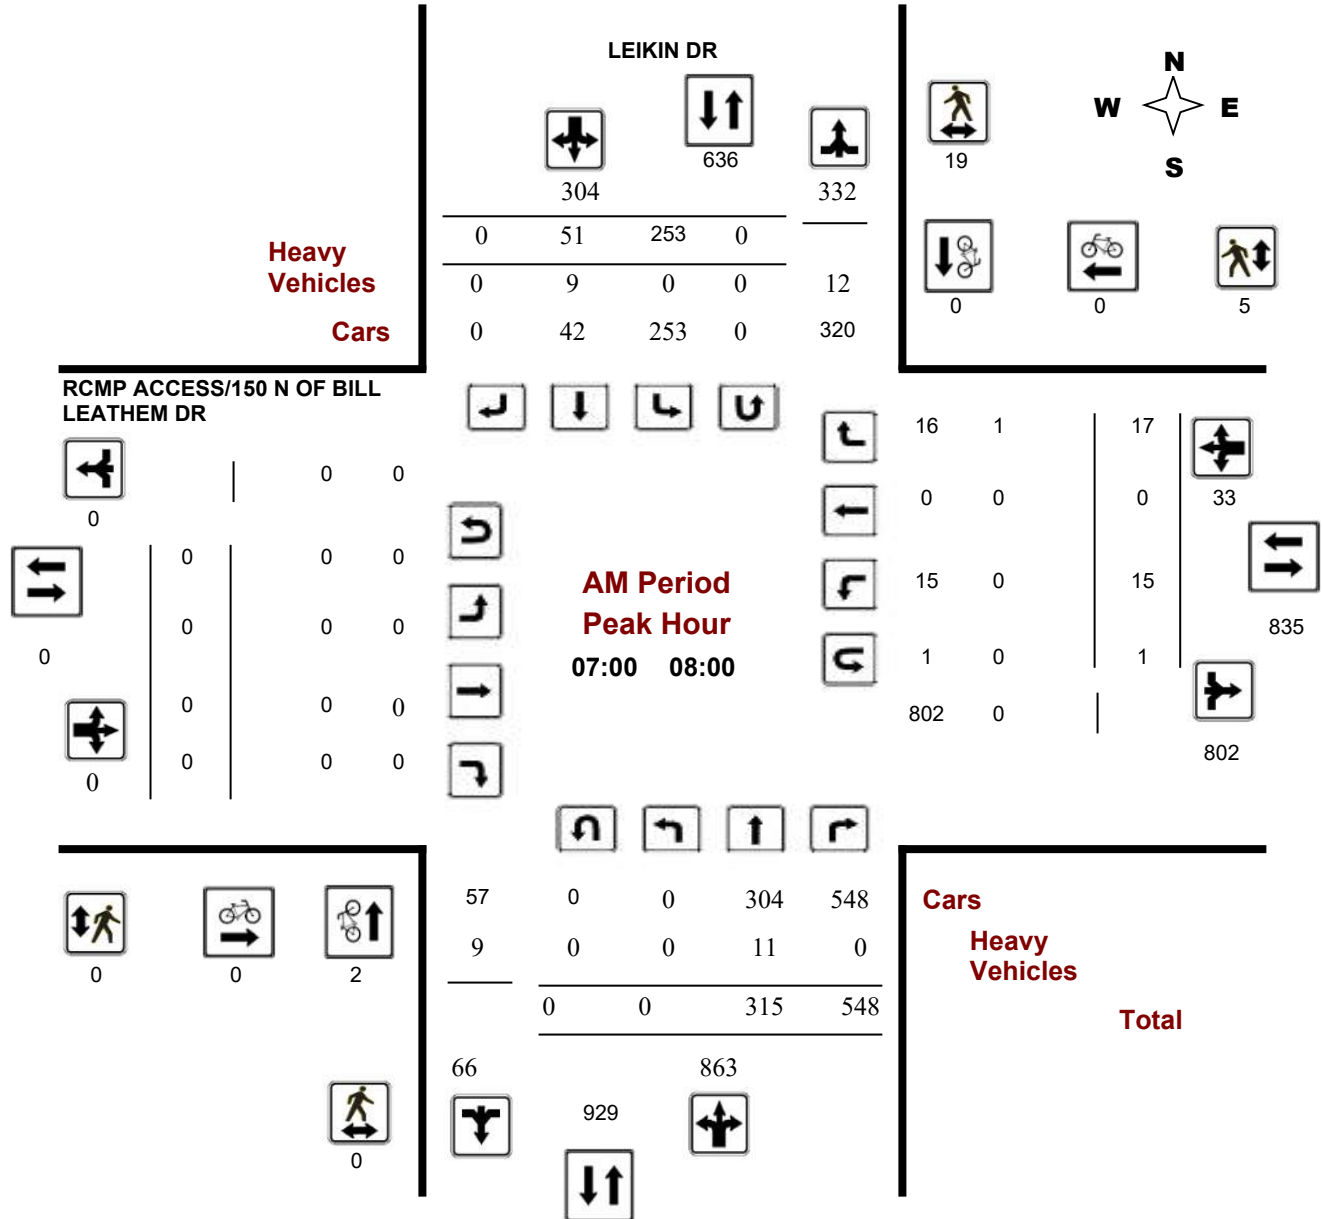 LEIKIN DR
N
W E
S
636
19
304 332
0 51 253 0
Heavy
Vehicles
0 9 0 0 12
0 0 5
Cars
0 42 253 0 320
RCMP ACCESS/150 N OF BILL
LEATHEM DR
16 1 17
0 0
0 0 0 33
0
0 0 0
AM Period
15 0 15
Peak Hour
0 0 0
835
0
07:00 08:00
1 0 1
0 0 0
802 0
802
0 0 0
0
57 0 0 304 548
Cars
9 0 0 11 0
Heavy
Vehicles
0 0 2
0 0 315 548
Total
66 863
929
0